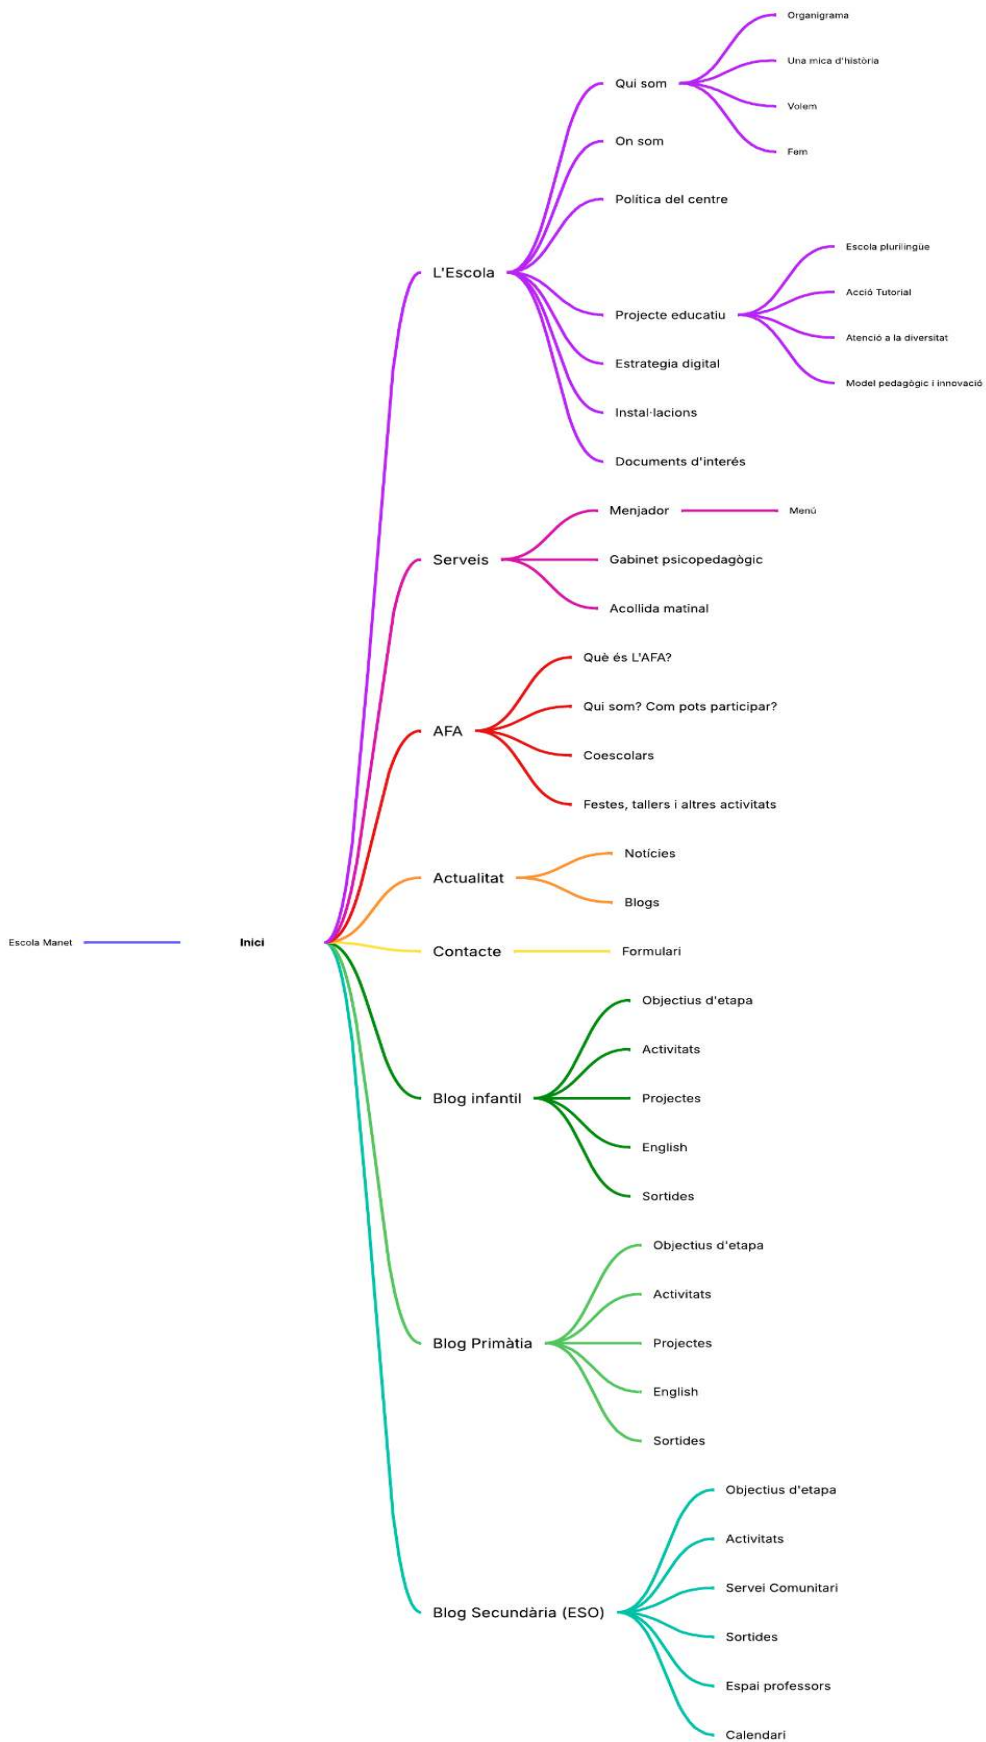 Organigrama
Una mica d'història
Qui som
Volem
Fem
On som
Política del centre
L'Escola
Escola plurilingüe
Acció Tutorial
Projecte educatiu
Atenció a la diversitat
Model pedagògic i innovació
Estrategia digital
Instal·lacions
Documents d'interés
Menjador
Menú
Serveis
Gabinet psicopedagògic
Acollida matinal
Què és L'AFA?
Qui som? Com pots participar?
AFA
Coescolars
Festes, tallers i altres activitats
Notícies
Actualitat
Blogs
Escola Manet
Inici
Contacte
Formulari
Objectius d'etapa
Activitats
Blog infantil
Projectes
English
Sortides
Objectius d'etapa
Activitats
Blog Primàtia
Projectes
English
Sortides
Objectius d'etapa
Activitats
Servei Comunitari
Blog Secundària (ESO)
Sortides
Espai professors
Calendari